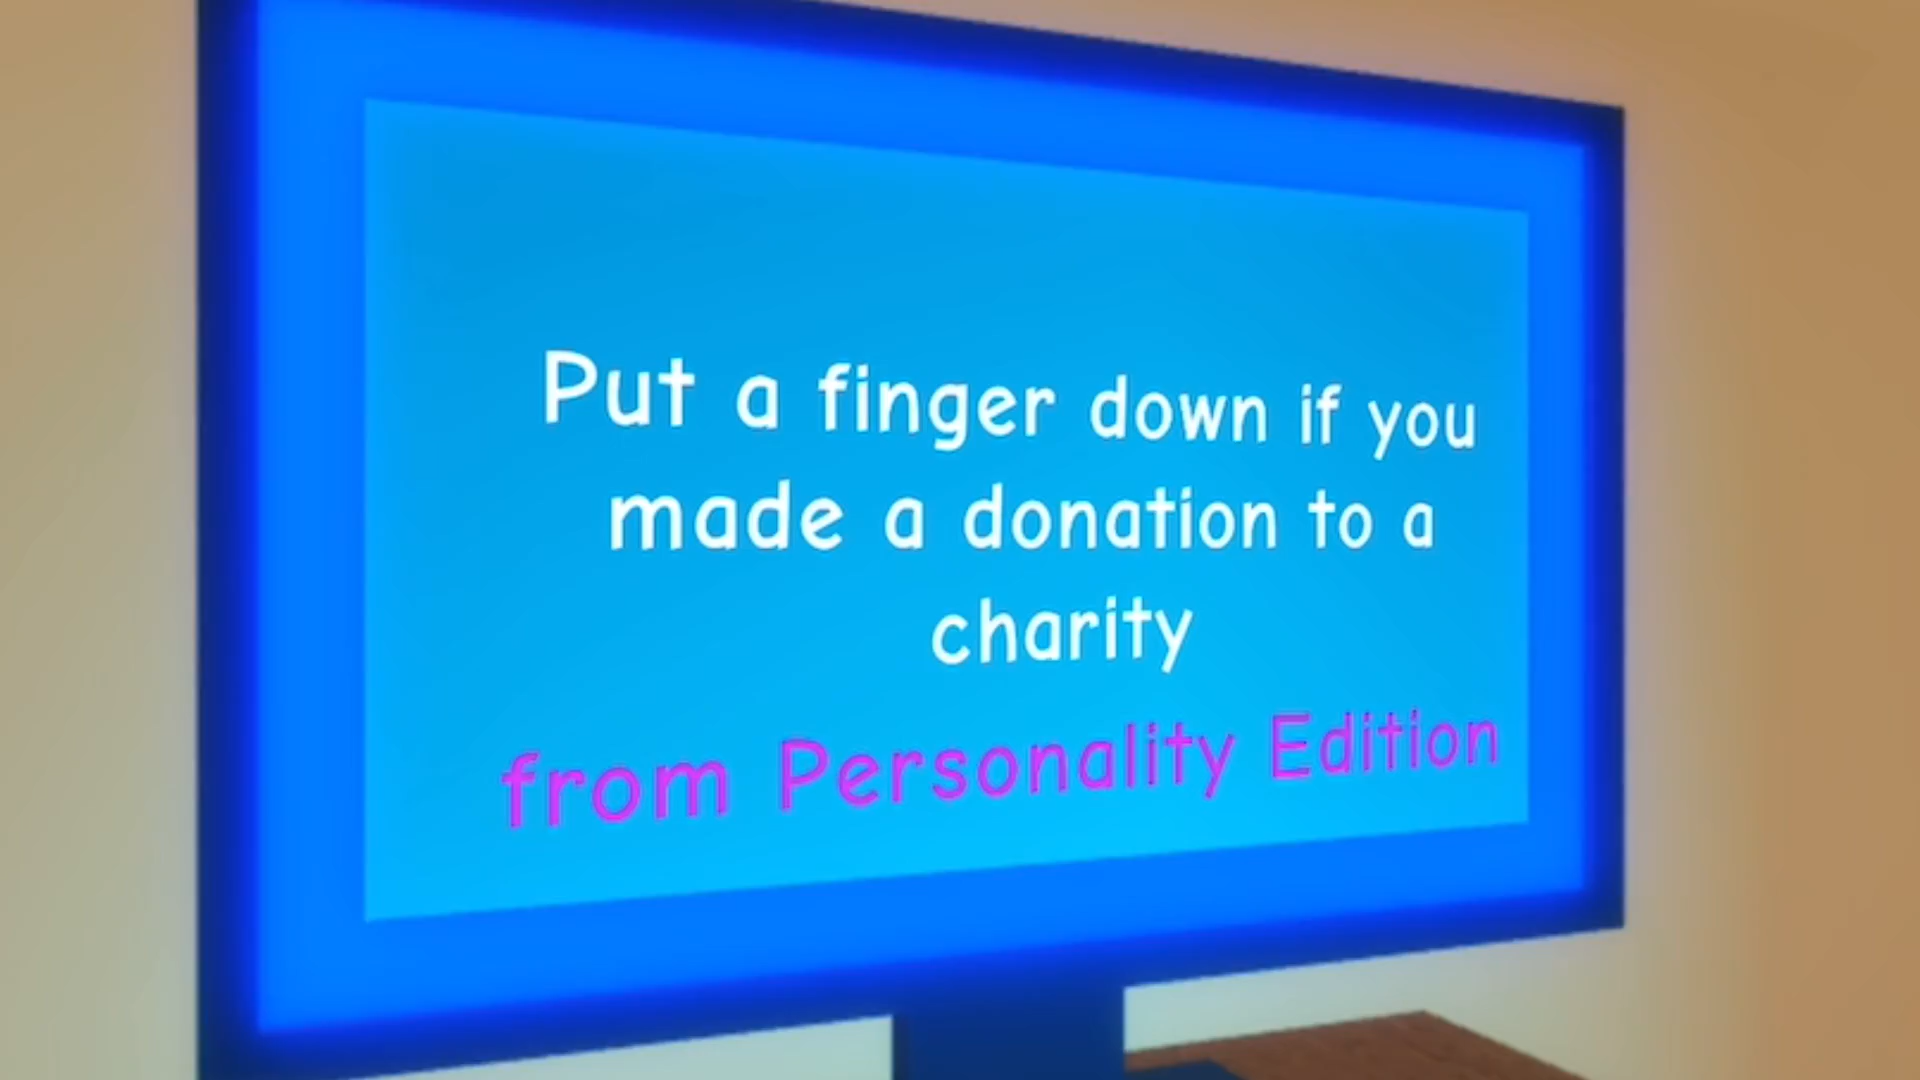 Put a finger down if you
made a donation to a
charity
from Personality Edition